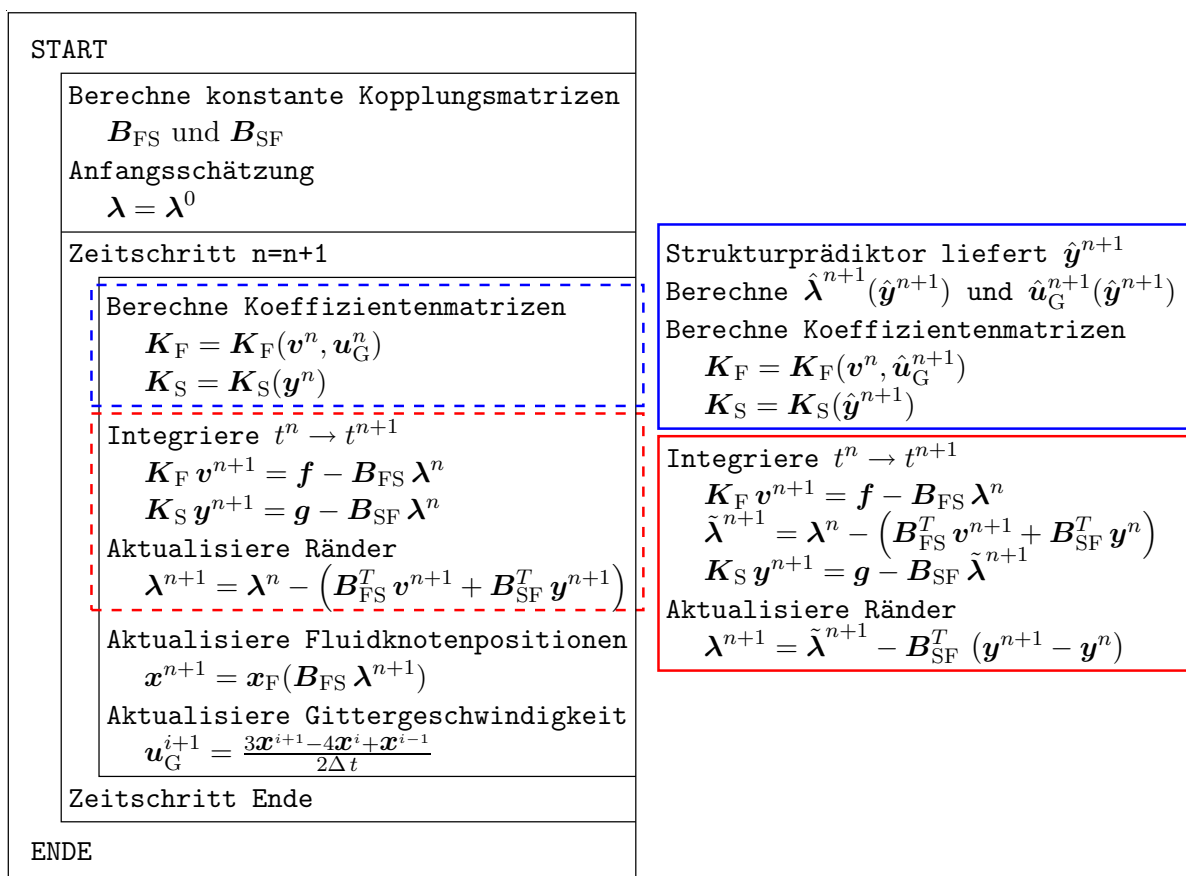 START
Berechne konstante Kopplungsmatrizen
B_FS und B_SF
Anfangsschätzung
λ = λ^0
Zeitschritt n=n+1
Berechne Koeffizientenmatrizen
K_F = K_F(v^n, u_G^n)
K_S = K_S(y^n)
Integriere t^n → t^{n+1}
K_F v^{n+1} = f − B_FS λ^n
K_S y^{n+1} = g − B_SF λ^n
Aktualisiere Ränder
λ^{n+1} = λ^n − (B_FS^T v^{n+1} + B_SF^T y^{n+1})
Aktualisiere Fluidknotenpositionen
x^{n+1} = x_F(B_FS λ^{n+1})
Aktualisiere Gittergeschwindigkeit
u_G^{i+1} = \frac{3x^{i+1}−4x^i+x^{i−1}}{2Δ t}
Zeitschritt Ende
ENDE
Strukturprädiktor liefert ŷ^{n+1}
Berechne λ̂^{n+1}(ŷ^{n+1}) und û_G^{n+1}(ŷ^{n+1})
Berechne Koeffizientenmatrizen
K_F = K_F(v^n, û_G^{n+1})
K_S = K_S(ŷ^{n+1})
Integriere t^n → t^{n+1}
K_F v^{n+1} = f − B_FS λ^n
λ̃^{n+1} = λ^n − (B_FS^T v^{n+1} + B_SF^T y^n)
K_S y^{n+1} = g − B_SF λ̃^{n+1}
Aktualisiere Ränder
λ^{n+1} = λ̃^{n+1} − B_SF^T (y^{n+1} − y^n)